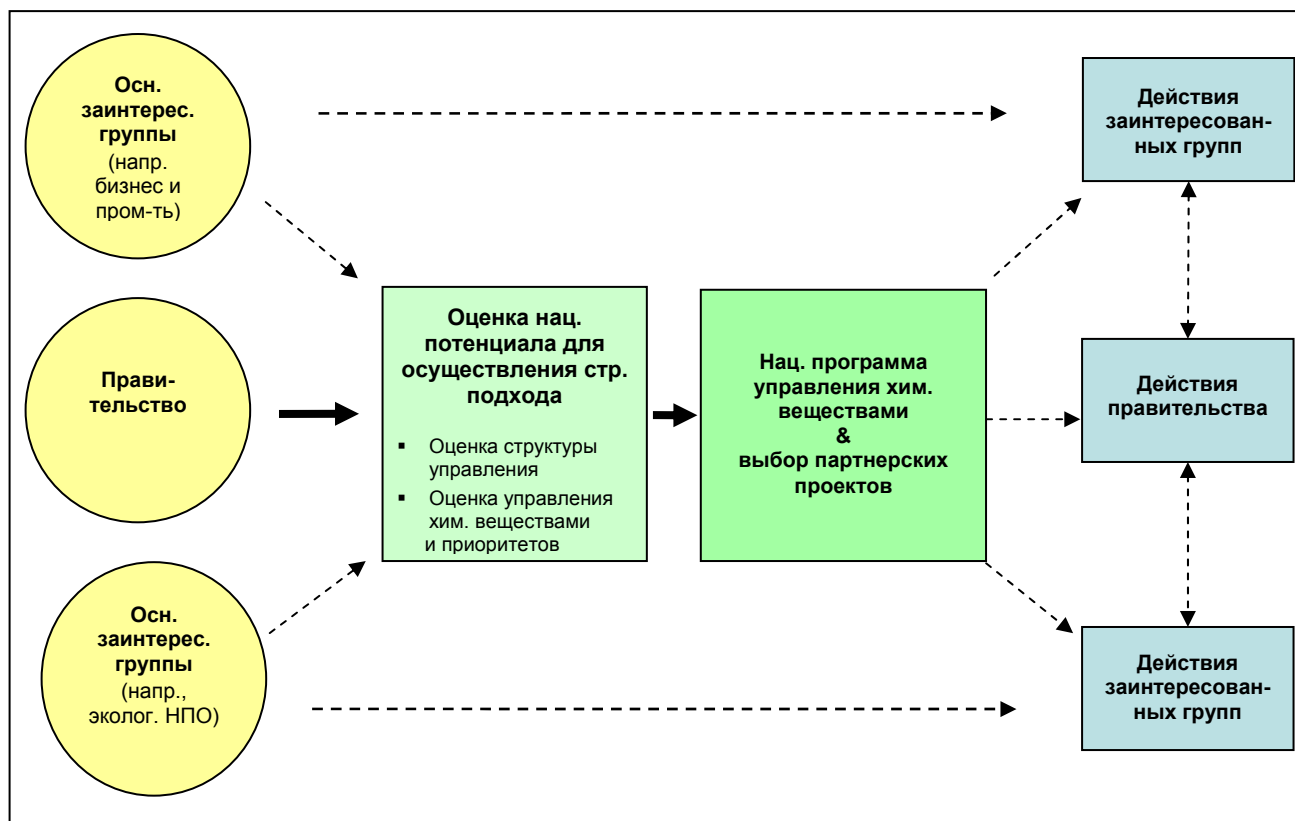 Осн.
заинтерес.
группы
(напр.
бизнес и
пром-ть)
Прави-
тельство
Осн.
заинтерес.
группы
(напр.,
эколог. НПО)
Оценка нац.
потенциала для
осуществления стр.
подхода
▪ Оценка структуры
управления
▪ Оценка управления
хим. веществами
и приоритетов
Нац. программа
управления хим.
веществами
&
выбор партнерских
проектов
Действия
заинтересован-
ных групп
Действия
правительства
Действия
заинтересован-
ных групп